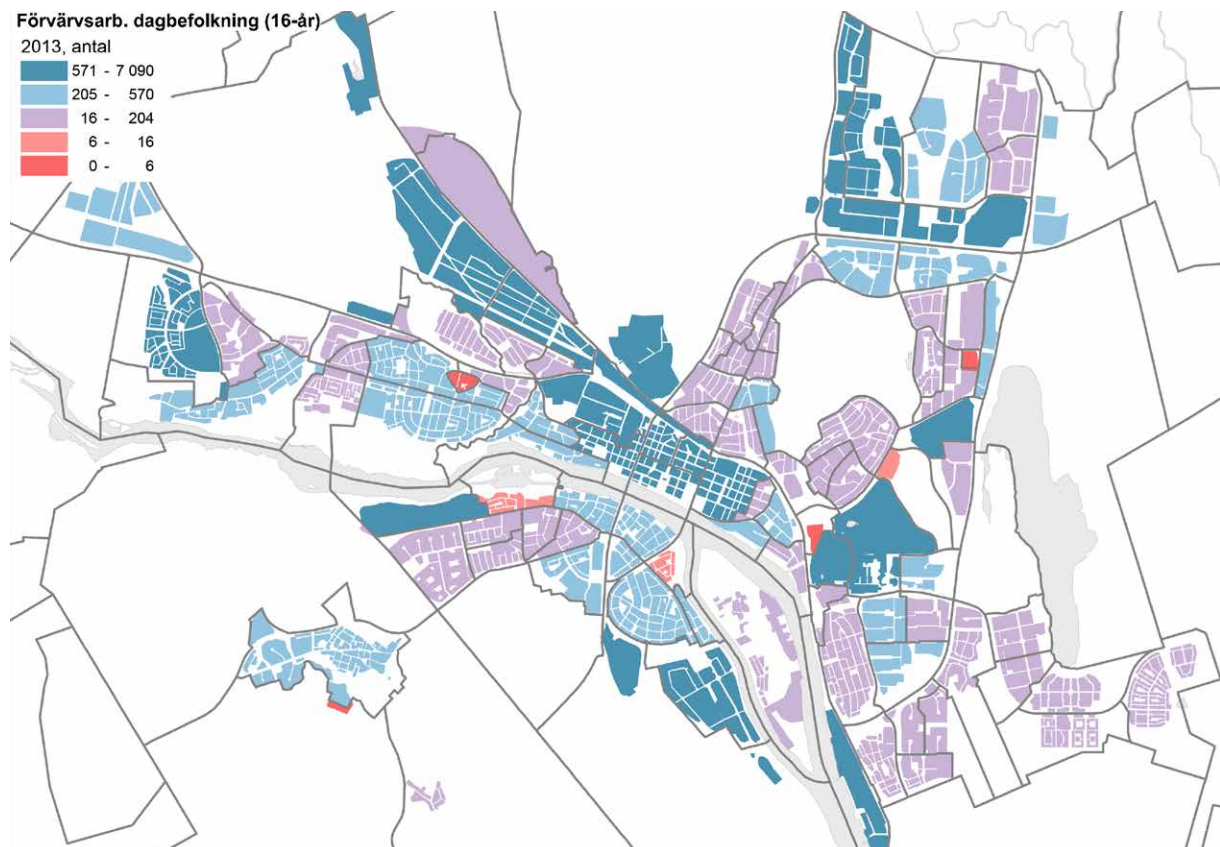 Förvärvsarb. dagbefolkning (16-år)
2013, antal
571 - 7 090
205 - 570
16 - 204
6 - 16
0 - 6